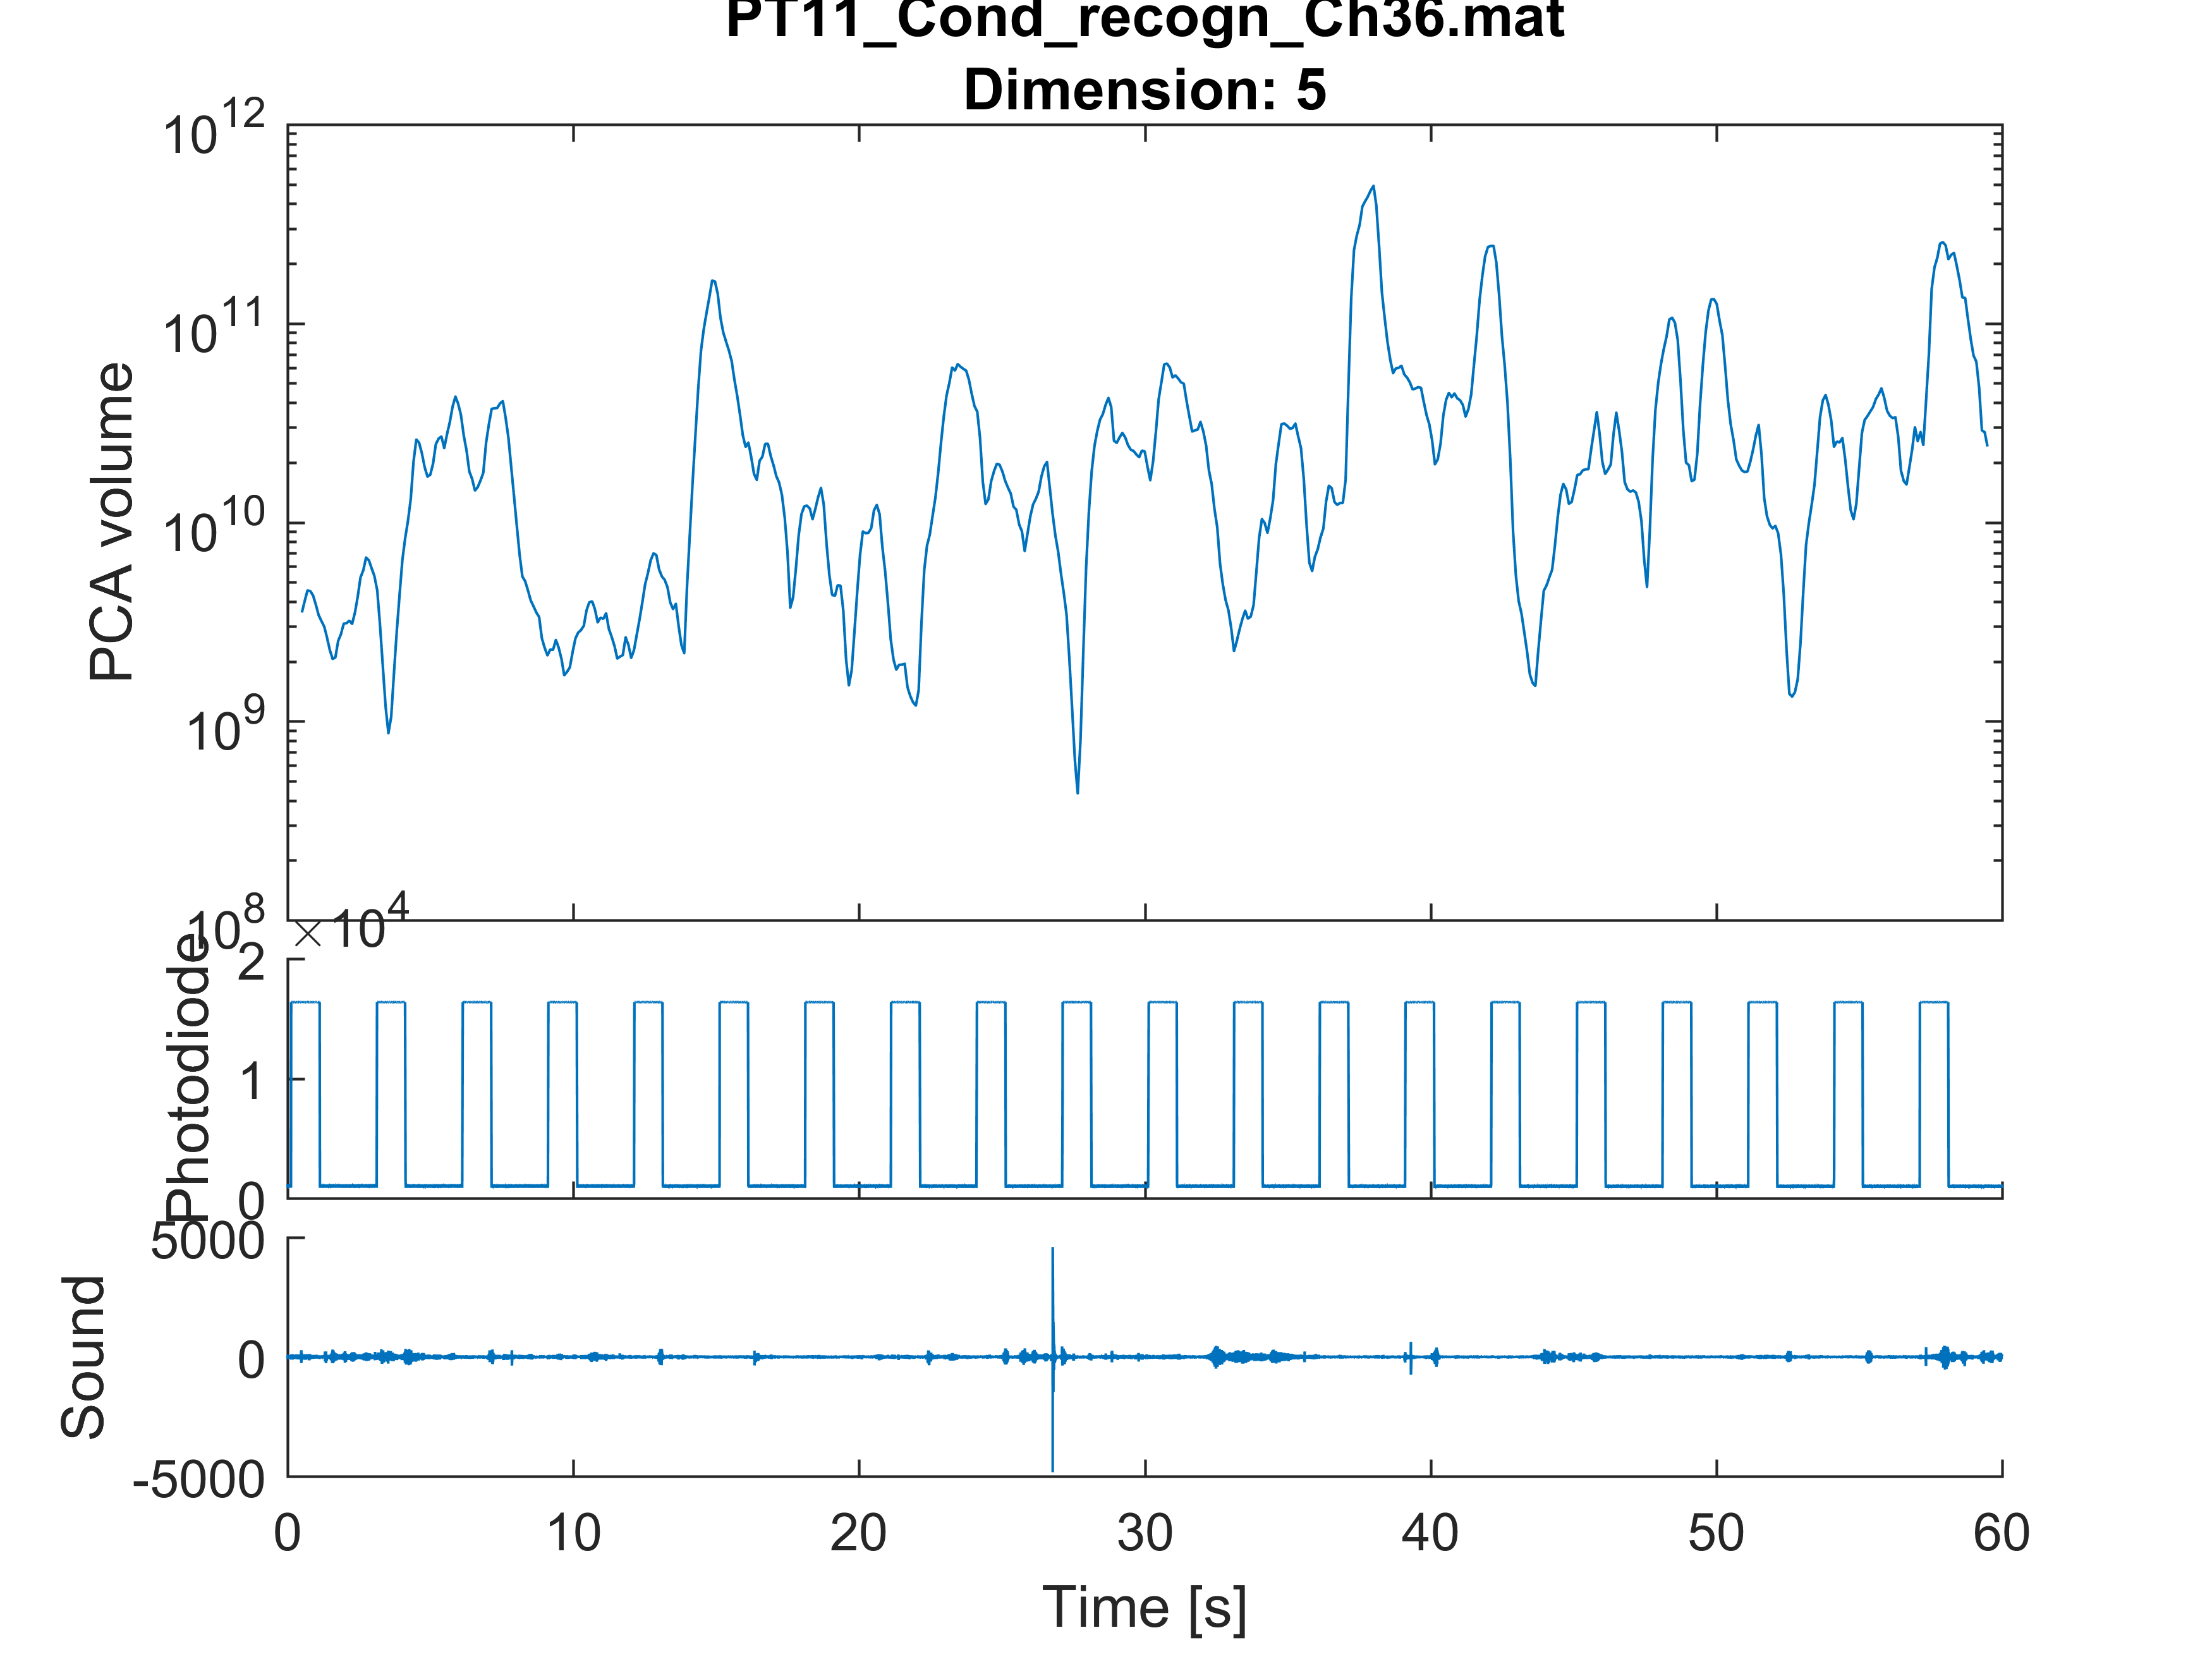 PT11_Cond_recogn_Ch36.mat
Dimension: 5
PCA volume
10^12
10^11
10^10
10^9
10^8
× 10^4
Photodiode
2
1
0
Sound
5000
0
-5000
0 10 20 30 40 50 60
Time [s]